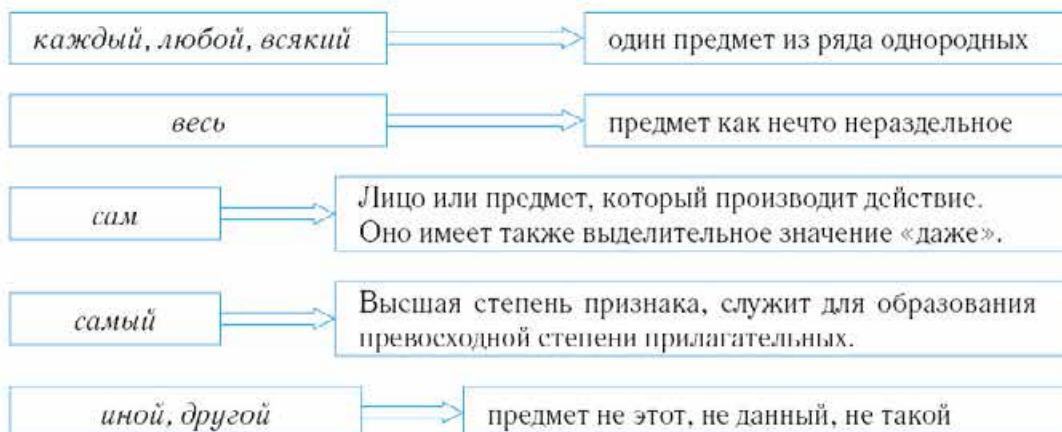 каждый, любой, всякий
один предмет из ряда однородных
весь
предмет как нечто нераздельное
сам
Лицо или предмет, который производит действие.
Оно имеет также выделительное значение «даже».
самый
Высшая степень признака, служит для образования
превосходной степени прилагательных.
иной, другой
предмет не этот, не данный, не такой